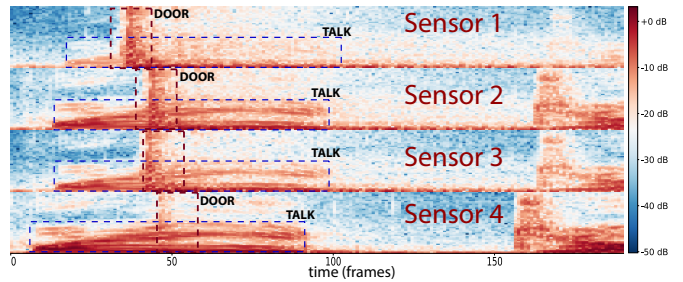 DOOR
TALK
Sensor 1
DOOR
TALK
Sensor 2
TALK
Sensor 3
DOOR
TALK
Sensor 4
0 50 100 150
time (frames)
+0 dB
-10 dB
-20 dB
-30 dB
-40 dB
-50 dB